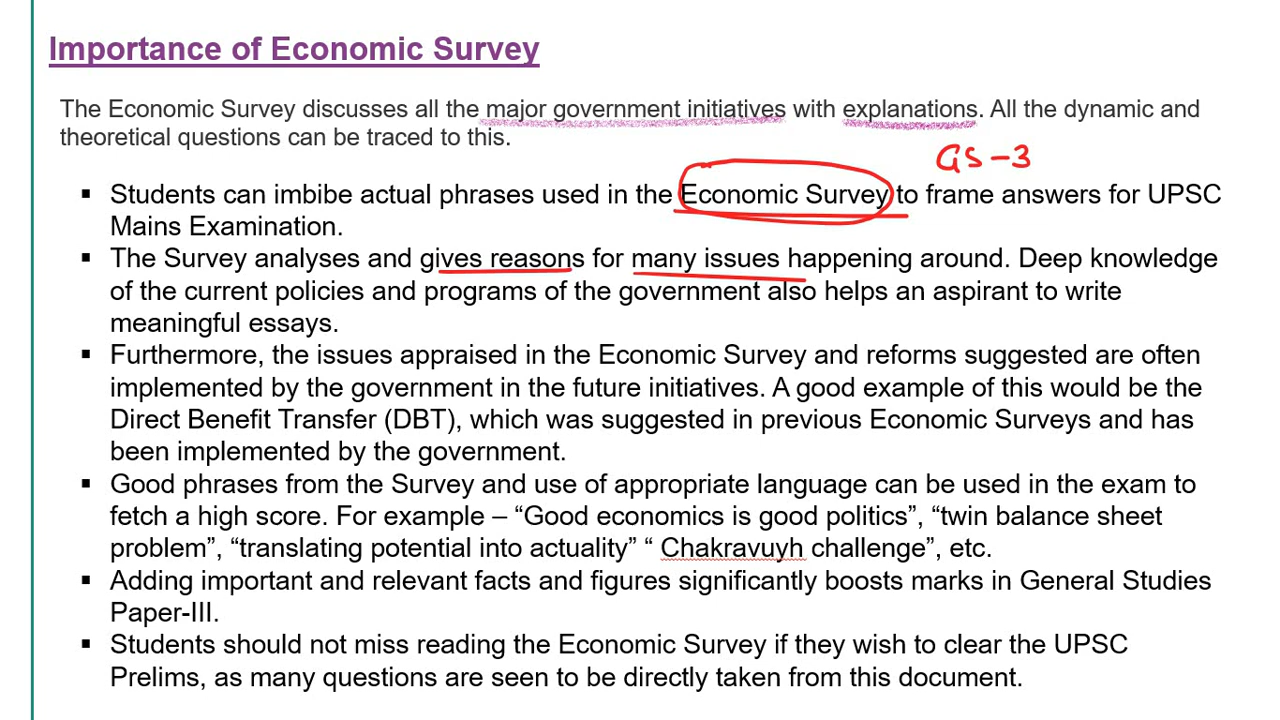 Importance of Economic Survey
The Economic Survey discusses all the major government initiatives with explanations. All the dynamic and
theoretical questions can be traced to this.
GS-3
▪ Students can imbibe actual phrases used in the Economic Survey to frame answers for UPSC
Mains Examination.
▪ The Survey analyses and gives reasons for many issues happening around. Deep knowledge
of the current policies and programs of the government also helps an aspirant to write
meaningful essays.
▪ Furthermore, the issues appraised in the Economic Survey and reforms suggested are often
implemented by the government in the future initiatives. A good example of this would be the
Direct Benefit Transfer (DBT), which was suggested in previous Economic Surveys and has
been implemented by the government.
▪ Good phrases from the Survey and use of appropriate language can be used in the exam to
fetch a high score. For example – “Good economics is good politics”, “twin balance sheet
problem”, “translating potential into actuality” “ Chakravuyh challenge”, etc.
▪ Adding important and relevant facts and figures significantly boosts marks in General Studies
Paper-III.
▪ Students should not miss reading the Economic Survey if they wish to clear the UPSC
Prelims, as many questions are seen to be directly taken from this document.